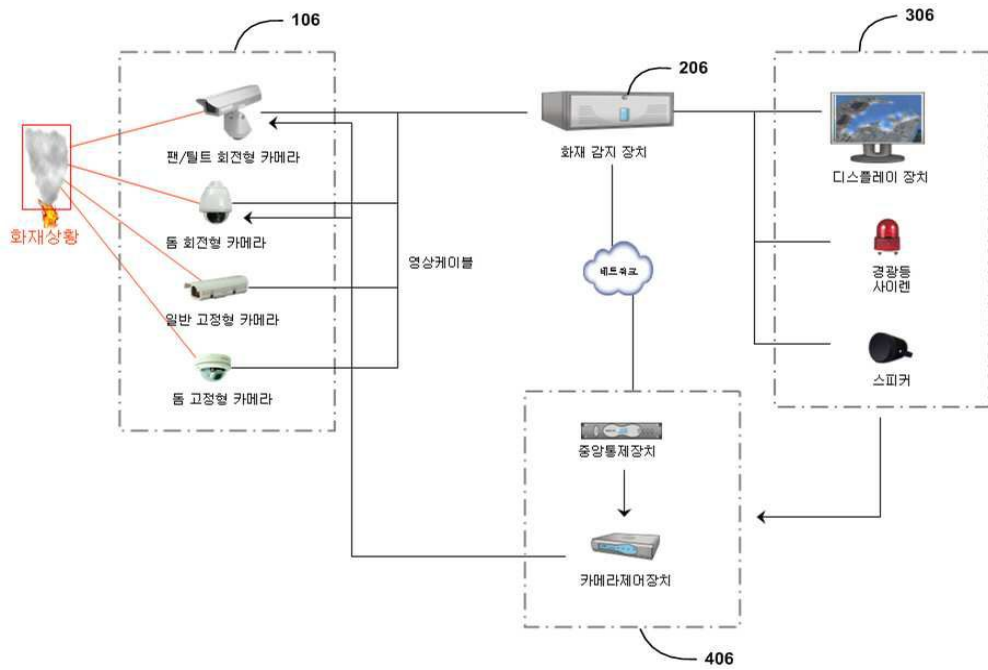 106
306
206
팬/틸트 회전형 카메라
화재 감지 장치
디스플레이 장치
화재상황
돔 회전형 카메라
영상케이블
네트워크
경광등
사이렌
일반 고정형 카메라
스피커
돔 고정형 카메라
중앙통제장치
카메라제어장치
406